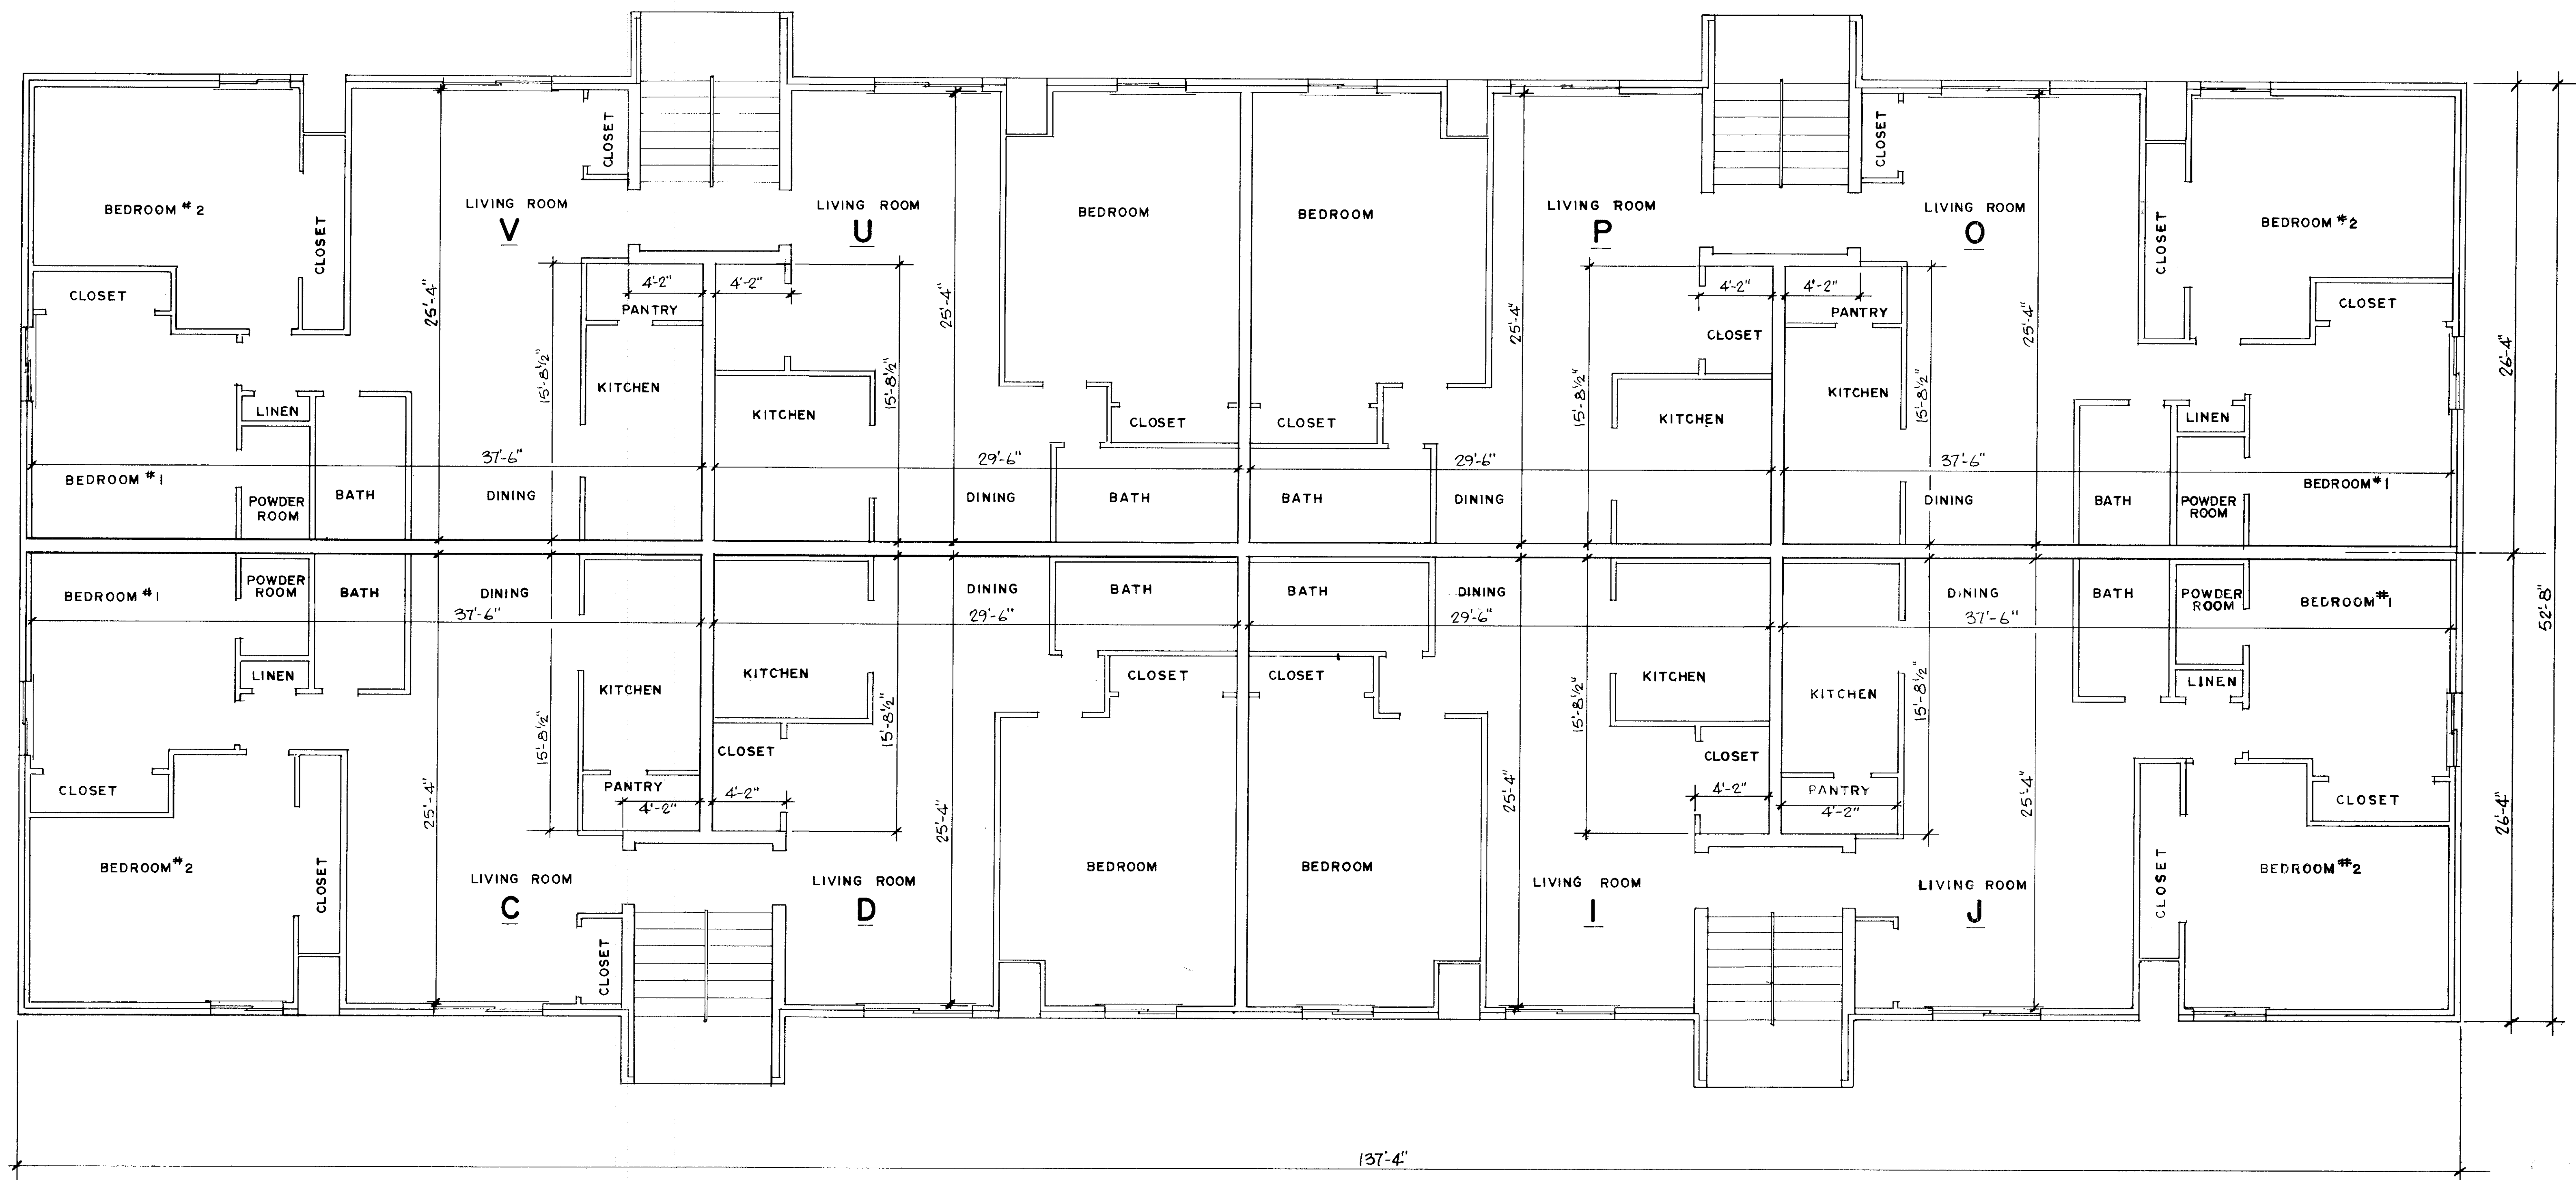 CLOSET
CLOSET
BEDROOM #2
LIVING ROOM
V
LIVING ROOM
U
BEDROOM
BEDROOM
LIVING ROOM
P
LIVING ROOM
O
BEDROOM #2
CLOSET
CLOSET
CLOSET
CLOSET
CLOSET
4'-2"
4'-2"
4'-2"
4'-2"
PANTRY
PANTRY
25'-4"
25'-4"
25'-4"
25'-4"
26'-4"
CLOSET
15'-8½"
15'-8½"
15'-8½"
15'-8½"
KITCHEN
KITCHEN
KITCHEN
KITCHEN
LINEN
CLOSET
CLOSET
LINEN
37'-6"
29'-6"
29'-6"
37'-6"
BEDROOM #1
POWDER
ROOM
BATH
DINING
DINING
BATH
BATH
DINING
DINING
BATH
POWDER
ROOM
BEDROOM #1
BEDROOM #1
POWDER
ROOM
BATH
DINING
DINING
BATH
BATH
DINING
DINING
BATH
POWDER
ROOM
BEDROOM #1
52'-8"
37'-6"
29'-6"
29'-6"
37'-6"
LINEN
KITCHEN
KITCHEN
CLOSET
CLOSET
KITCHEN
KITCHEN
LINEN
15'-8½"
15'-8½"
15'-8½"
15'-8½"
CLOSET
CLOSET
CLOSET
PANTRY
PANTRY
CLOSET
4'-2"
4'-2"
4'-2"
4'-2"
25'-4"
25'-4"
25'-4"
25'-4"
26'-4"
BEDROOM #2
CLOSET
LIVING ROOM
C
LIVING ROOM
D
BEDROOM
BEDROOM
LIVING ROOM
I
LIVING ROOM
J
CLOSET
BEDROOM #2
CLOSET
137'-4"